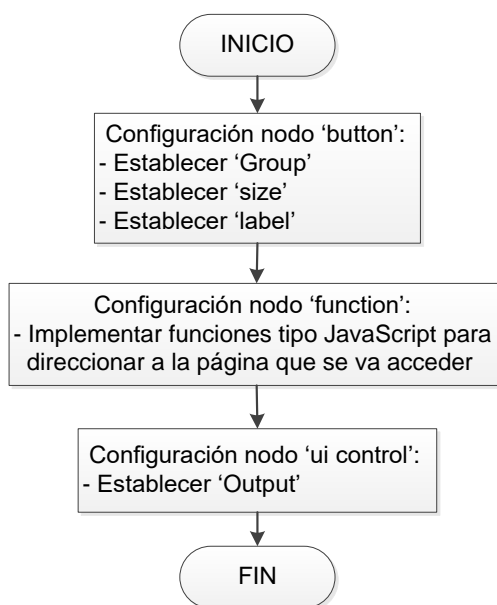 INICIO
Configuración nodo ‘button’:
- Establecer ‘Group’
- Establecer ‘size’
- Establecer ‘label’
Configuración nodo ‘function’:
- Implementar funciones tipo JavaScript para
direccionar a la página que se va acceder
Configuración nodo ‘ui control’:
- Establecer ‘Output’
FIN